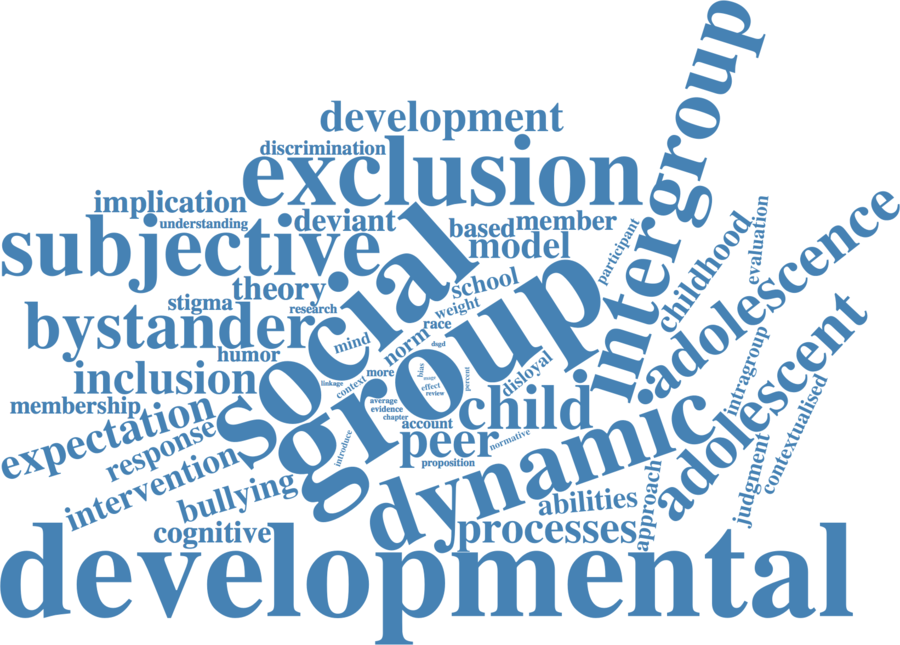 intergroup
development
discrimination
exclusion
implication
understanding
deviant
based
member
participant
evaluation
subjective
social
model
childhood
adolescence
theory
school
stigma
research
weight
bystander
mind
norm
race
dsgd
group
humor
more
bias
usage
effect
review
percent
disloyal
intragroup
adolescent
inclusion
linkage
context
membership
average
evidence
chapter
account
child
expectation
response
introduce
peer
normative
proposition
dynamic
contextualised
judgment
intervention
bullying
approach
abilities
cognitive
processes
developmental